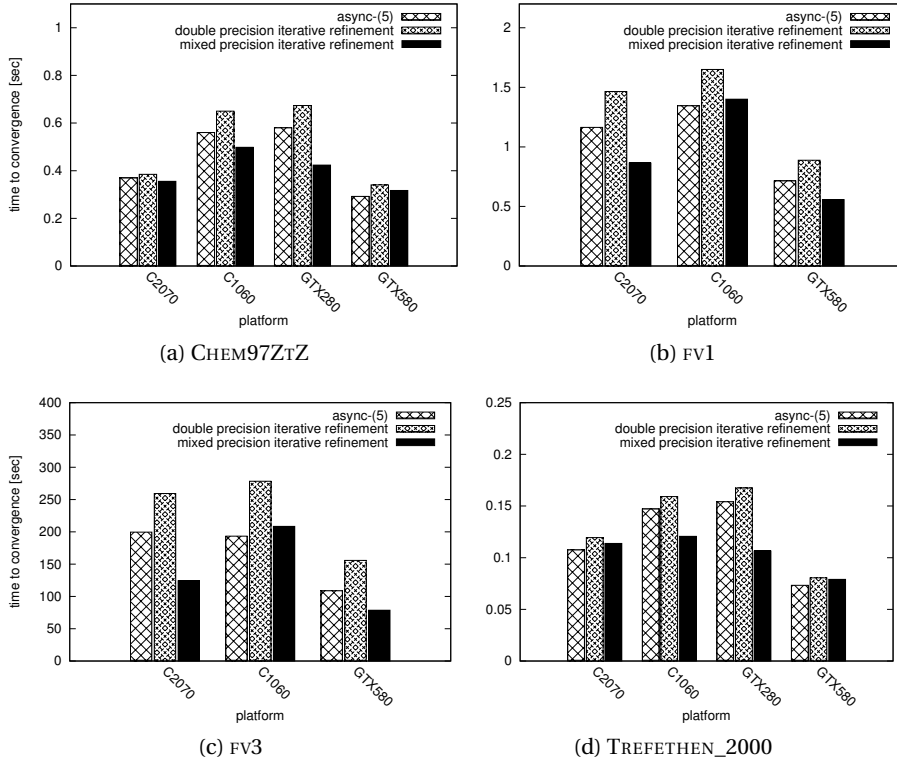 async-(5)
double precision iterative refinement
mixed precision iterative refinement
time to convergence [sec]
1
0.8
0.6
0.4
0.2
0
C2070
C1060
GTX280
GTX580
platform
(a) CHEM97ZTZ
async-(5)
double precision iterative refinement
mixed precision iterative refinement
2
1.5
1
0.5
0
C2070
C1060
GTX580
platform
(b) FV1
async-(5)
double precision iterative refinement
mixed precision iterative refinement
time to convergence [sec]
400
350
300
250
200
150
100
50
0
C2070
C1060
GTX580
platform
(c) FV3
async-(5)
double precision iterative refinement
mixed precision iterative refinement
0.25
0.2
0.15
0.1
0.05
0
C2070
C1060
GTX280
GTX580
platform
(d) TREFETHEN_2000